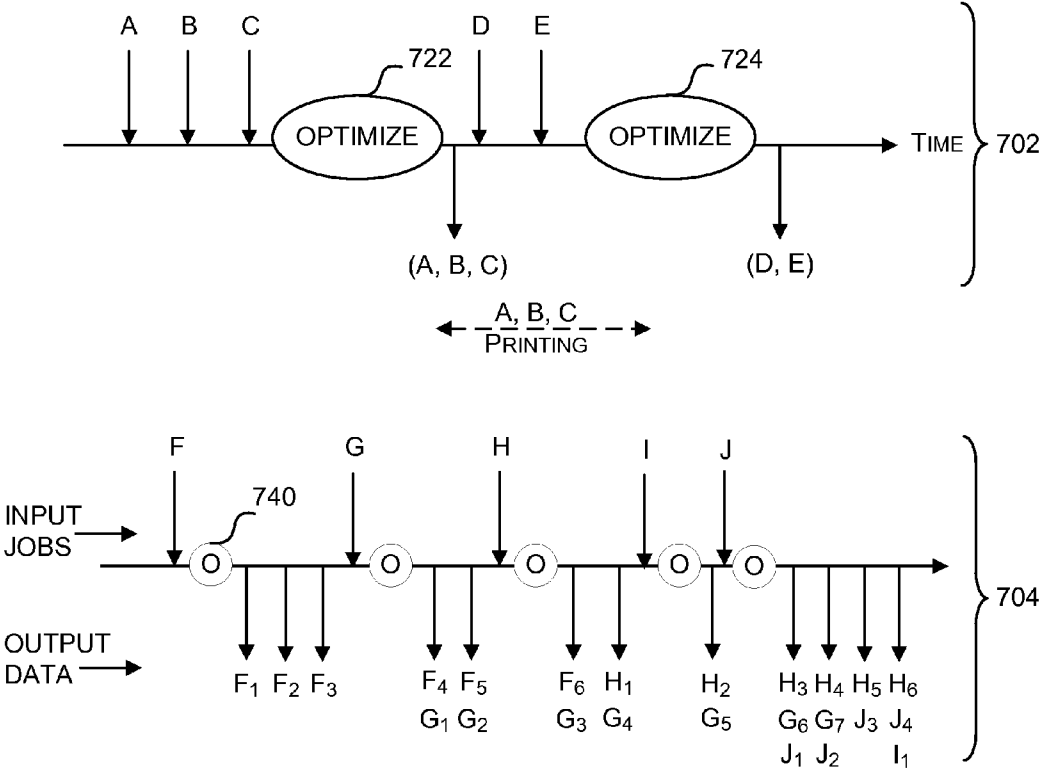 A B C D E
722 724
OPTIMIZE OPTIMIZE
TIME 702
(A, B, C) (D, E)
A, B, C
PRINTING
F G H I J
740
INPUT
JOBS
O O O O O
704
OUTPUT
DATA
F₁ F₂ F₃ F₄ F₅ F₆ H₁ H₂ H₃ H₄ H₅ H₆
G₁ G₂ G₃ G₄ G₅ G₆ G₇ J₃ J₄
J₁ J₂ I₁